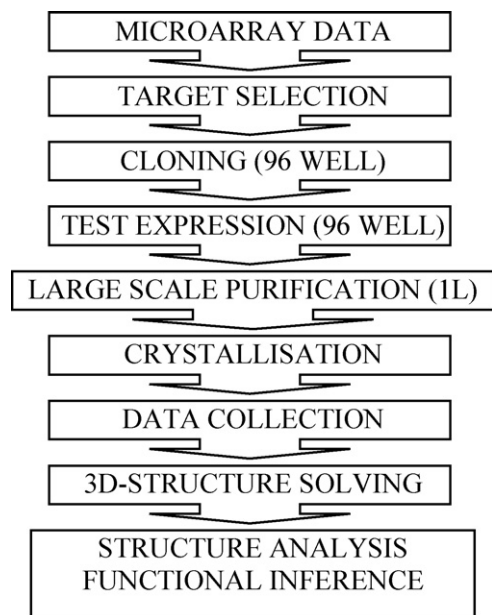 MICROARRAY DATA
TARGET SELECTION
CLONING (96 WELL)
TEST EXPRESSION (96 WELL)
LARGE SCALE PURIFICATION (1L)
CRYSTALLISATION
DATA COLLECTION
3D-STRUCTURE SOLVING
STRUCTURE ANALYSIS
FUNCTIONAL INFERENCE